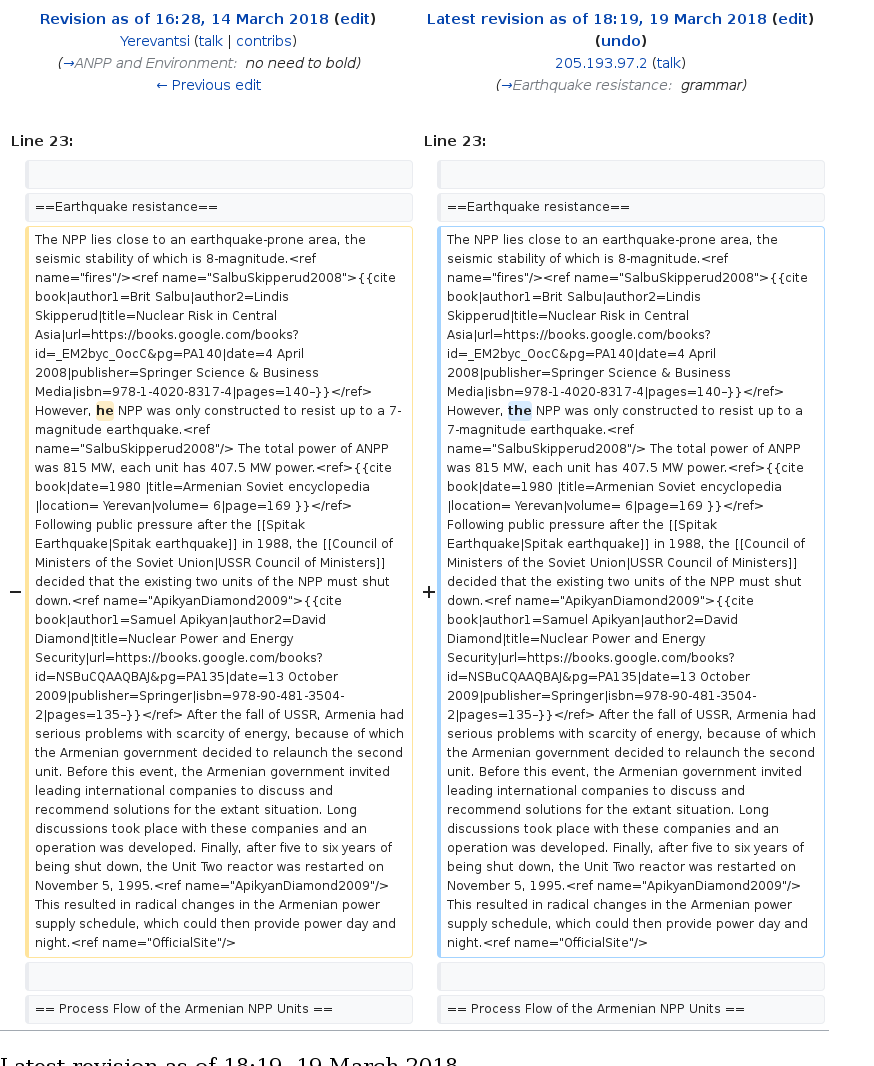 Revision as of 16:28, 14 March 2018 (edit)
Yerevantsi (talk | contribs)
(→ANPP and Environment: no need to bold)
← Previous edit
Latest revision as of 18:19, 19 March 2018 (edit)
(undo)
205.193.97.2 (talk)
(→Earthquake resistance: grammar)
Line 23:
Line 23:
==Earthquake resistance==
==Earthquake resistance==
−
The NPP lies close to an earthquake-prone area, the
seismic stability of which is 8-magnitude.<ref
name="fires"/><ref name="SalbuSkipperud2008">{{cite
book|author1=Brit Salbu|author2=Lindis
Skipperud|title=Nuclear Risk in Central
Asia|url=https://books.google.com/books?
id=_EM2byc_OocC&pg=PA140|date=4 April
2008|publisher=Springer Science & Business
Media|isbn=978-1-4020-8317-4|pages=140–}}</ref>
However, he NPP was only constructed to resist up to a 7-
magnitude earthquake.<ref
name="SalbuSkipperud2008"/> The total power of ANPP
was 815 MW, each unit has 407.5 MW power.<ref>{{cite
book|date=1980 |title=Armenian Soviet encyclopedia
|location= Yerevan|volume= 6|page=169 }}</ref>
Following public pressure after the [[Spitak
Earthquake|Spitak earthquake]] in 1988, the [[Council of
Ministers of the Soviet Union|USSR Council of Ministers]]
decided that the existing two units of the NPP must shut
down.<ref name="ApikyanDiamond2009">{{cite
book|author1=Samuel Apikyan|author2=David
Diamond|title=Nuclear Power and Energy
Security|url=https://books.google.com/books?
id=NSBuCQAAQBAJ&pg=PA135|date=13 October
2009|publisher=Springer|isbn=978-90-481-3504-
2|pages=135–}}</ref> After the fall of USSR, Armenia had
serious problems with scarcity of energy, because of which
the Armenian government decided to relaunch the second
unit. Before this event, the Armenian government invited
leading international companies to discuss and
recommend solutions for the extant situation. Long
discussions took place with these companies and an
operation was developed. Finally, after five to six years of
being shut down, the Unit Two reactor was restarted on
November 5, 1995.<ref name="ApikyanDiamond2009"/>
This resulted in radical changes in the Armenian power
supply schedule, which could then provide power day and
night.<ref name="OfficialSite"/>
+
The NPP lies close to an earthquake-prone area, the
seismic stability of which is 8-magnitude.<ref
name="fires"/><ref name="SalbuSkipperud2008">{{cite
book|author1=Brit Salbu|author2=Lindis
Skipperud|title=Nuclear Risk in Central
Asia|url=https://books.google.com/books?
id=_EM2byc_OocC&pg=PA140|date=4 April
2008|publisher=Springer Science & Business
Media|isbn=978-1-4020-8317-4|pages=140–}}</ref>
However, the NPP was only constructed to resist up to a
7-magnitude earthquake.<ref
name="SalbuSkipperud2008"/> The total power of ANPP
was 815 MW, each unit has 407.5 MW power.<ref>{{cite
book|date=1980 |title=Armenian Soviet encyclopedia
|location= Yerevan|volume= 6|page=169 }}</ref>
Following public pressure after the [[Spitak
Earthquake|Spitak earthquake]] in 1988, the [[Council of
Ministers of the Soviet Union|USSR Council of Ministers]]
decided that the existing two units of the NPP must shut
down.<ref name="ApikyanDiamond2009">{{cite
book|author1=Samuel Apikyan|author2=David
Diamond|title=Nuclear Power and Energy
Security|url=https://books.google.com/books?
id=NSBuCQAAQBAJ&pg=PA135|date=13 October
2009|publisher=Springer|isbn=978-90-481-3504-
2|pages=135–}}</ref> After the fall of USSR, Armenia had
serious problems with scarcity of energy, because of which
the Armenian government decided to relaunch the second
unit. Before this event, the Armenian government invited
leading international companies to discuss and
recommend solutions for the extant situation. Long
discussions took place with these companies and an
operation was developed. Finally, after five to six years of
being shut down, the Unit Two reactor was restarted on
November 5, 1995.<ref name="ApikyanDiamond2009"/>
This resulted in radical changes in the Armenian power
supply schedule, which could then provide power day and
night.<ref name="OfficialSite"/>
== Process Flow of the Armenian NPP Units ==
== Process Flow of the Armenian NPP Units ==
Latest revision as of 18:19, 19 March 2018